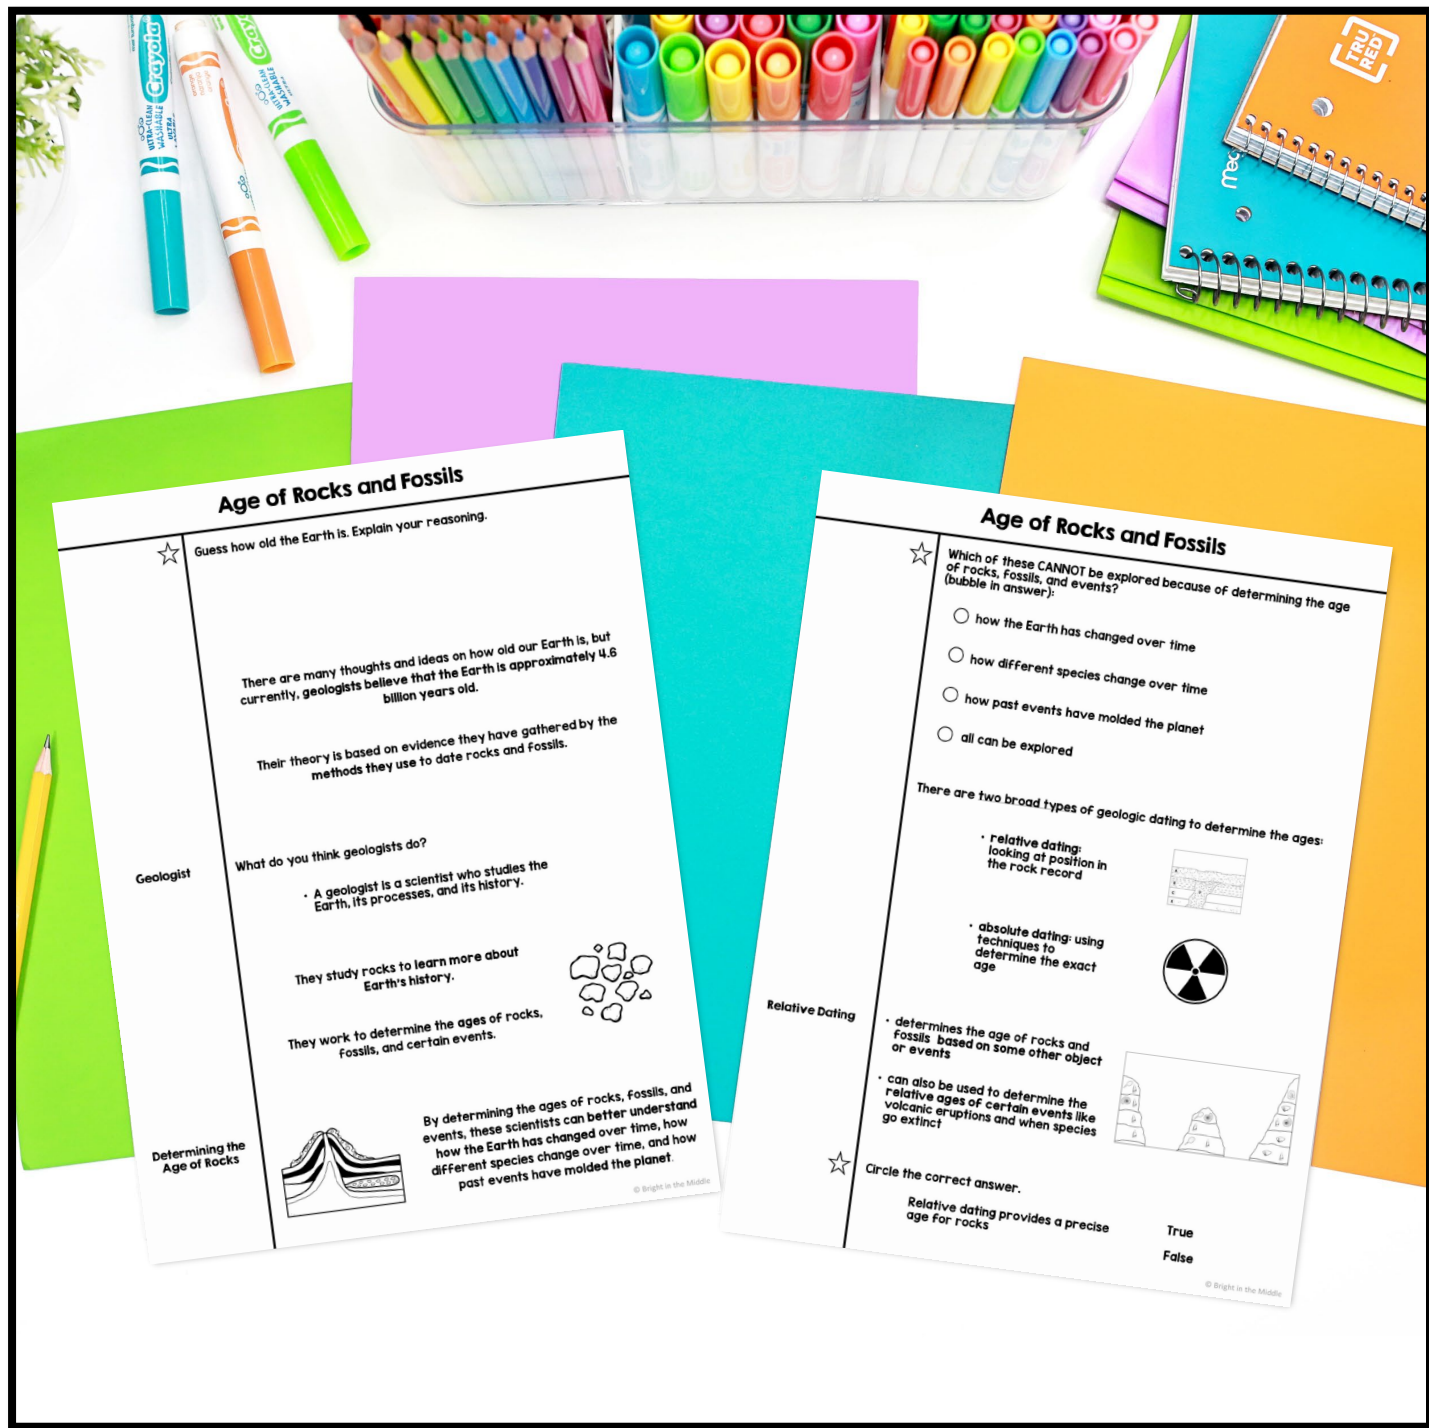 Crayola
ULTRA-CLEAN
WASHABLE
ULTRA
Crayola
ULTRA-CLEAN
WASHABLE
TRU
RED
Age of Rocks and Fossils
Guess how old the Earth is. Explain your reasoning.
There are many thoughts and ideas on how old our Earth is, but
currently, geologists believe that the Earth is approximately 4.6
billion years old.
Their theory is based on evidence they have gathered by the
methods they use to date rocks and fossils.
What do you think geologists do?
Geologist
• A geologist is a scientist who studies the
Earth, its processes, and its history.
They study rocks to learn more about
Earth's history.
They work to determine the ages of rocks,
fossils, and certain events.
Determining the
Age of Rocks
By determining the ages of rocks, fossils, and
events, these scientists can better understand
how the Earth has changed over time, how
different species change over time, and how
past events have molded the planet.
© Bright in the Middle
Age of Rocks and Fossils
Which of these CANNOT be explored because of determining the age
of rocks, fossils, and events?
(bubble in answer):
how the Earth has changed over time
how different species change over time
how past events have molded the planet
all can be explored
There are two broad types of geologic dating to determine the ages:
• relative dating:
looking at position in
the rock record
• absolute dating: using
techniques to
determine the exact
age
Relative Dating
• determines the age of rocks and
fossils based on some other object
or events
• can also be used to determine the
relative ages of certain events like
volcanic eruptions and when species
go extinct
Circle the correct answer.
Relative dating provides a precise
age for rocks
True
False
© Bright in the Middle